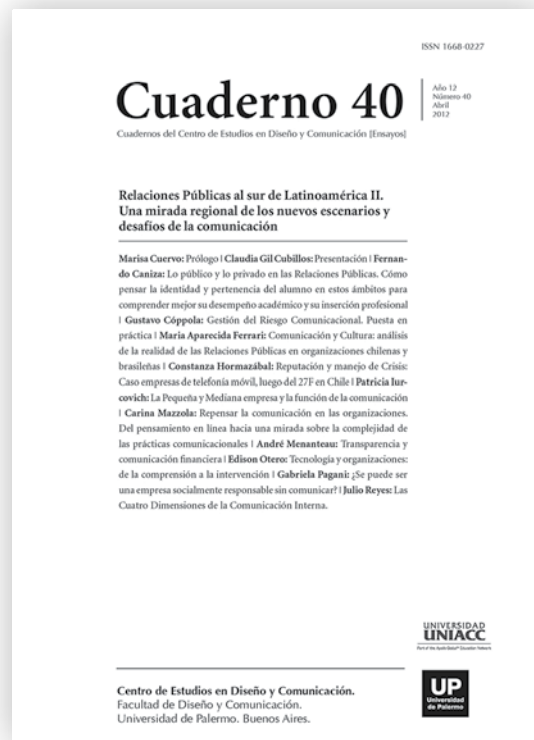 ISSN 1668-0227
Cuaderno 40
Año 12
Número 40
Abril
2012
Cuadernos del Centro de Estudios en Diseño y Comunicación [Ensayos]
Relaciones Públicas al sur de Latinoamérica II.
Una mirada regional de los nuevos escenarios y
desafíos de la comunicación
Marisa Cuervo: Prólogo | Claudia Gil Cubillos: Presentación | Fernan-
do Caniza: Lo público y lo privado en las Relaciones Públicas. Cómo
pensar la identidad y pertenencia del alumno en estos ámbitos para
comprender mejor su desempeño académico y su inserción profesional
| Gustavo Cóppola: Gestión del Riesgo Comunicacional. Puesta en
práctica | Maria Aparecida Ferrari: Comunicación y Cultura: análisis
de la realidad de las Relaciones Públicas en organizaciones chilenas y
brasileñas | Constanza Hormazábal: Reputación y manejo de Crisis:
Caso empresas de telefonía móvil, luego del 27F en Chile | Patricia Iur-
covich: La Pequeña y Mediana empresa y la función de la comunicación
| Carina Mazzola: Repensar la comunicación en las organizaciones.
Del pensamiento en línea hacia una mirada sobre la complejidad de
las prácticas comunicacionales | André Menanteau: Transparencia y
comunicación financiera | Edison Otero: Tecnología y organizaciones:
de la comprensión a la intervención | Gabriela Pagani: ¿Se puede ser
una empresa socialmente responsable sin comunicar? | Julio Reyes: Las
Cuatro Dimensiones de la Comunicación Interna.
UNIVERSIDAD
UNIACC
Centro de Estudios en Diseño y Comunicación.
Facultad de Diseño y Comunicación.
Universidad de Palermo. Buenos Aires.
UP
Universidad
de Palermo